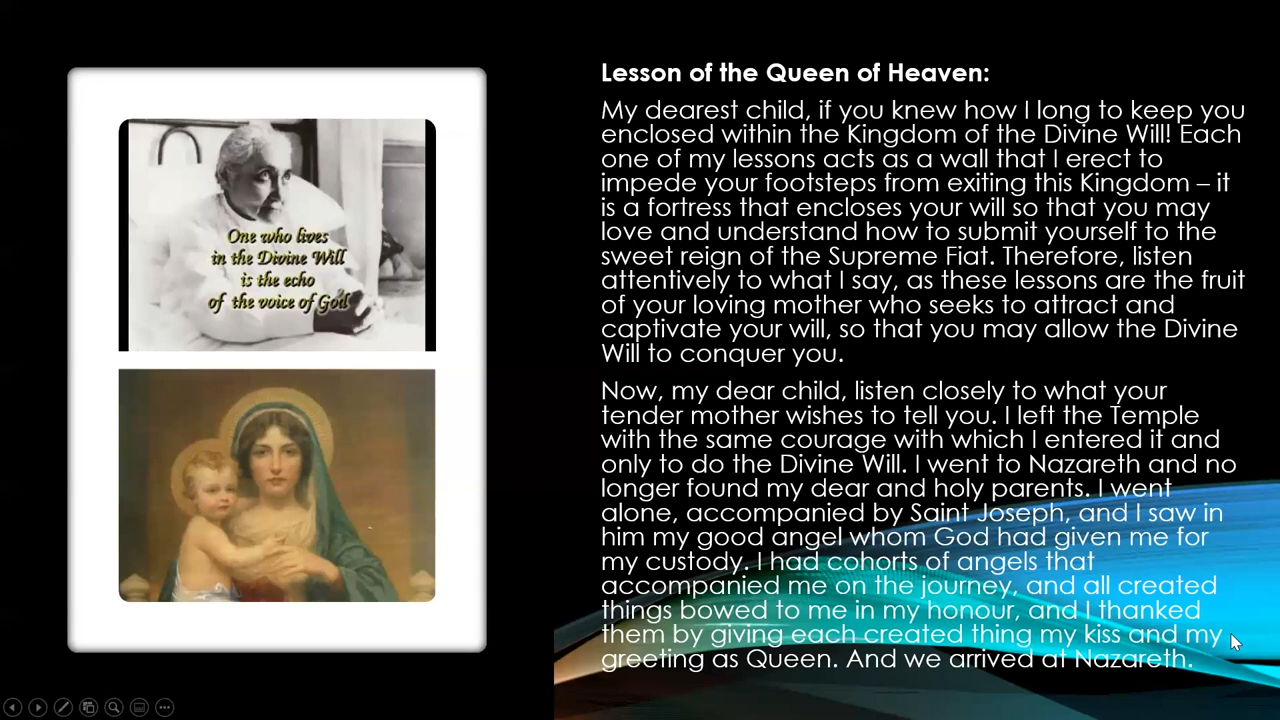 One who lives
in the Divine Will
is the echo
of the voice of God
Lesson of the Queen of Heaven:
My dearest child, if you knew how I long to keep you
enclosed within the Kingdom of the Divine Will! Each
one of my lessons acts as a wall that I erect to
impede your footsteps from exiting this Kingdom – it
is a fortress that encloses your will so that you may
love and understand how to submit yourself to the
sweet reign of the Supreme Fiat. Therefore, listen
attentively to what I say, as these lessons are the fruit
of your loving mother who seeks to attract and
captivate your will, so that you may allow the Divine
Will to conquer you.
Now, my dear child, listen closely to what your
tender mother wishes to tell you. I left the Temple
with the same courage with which I entered it and
only to do the Divine Will. I went to Nazareth and no
longer found my dear and holy parents. I went
alone, accompanied by Saint Joseph, and I saw in
him my good angel whom God had given me for
my custody. I had cohorts of angels that
accompanied me on the journey, and all created
things bowed to me in my honour, and I thanked
them by giving each created thing my kiss and my
greeting as Queen. And we arrived at Nazareth.